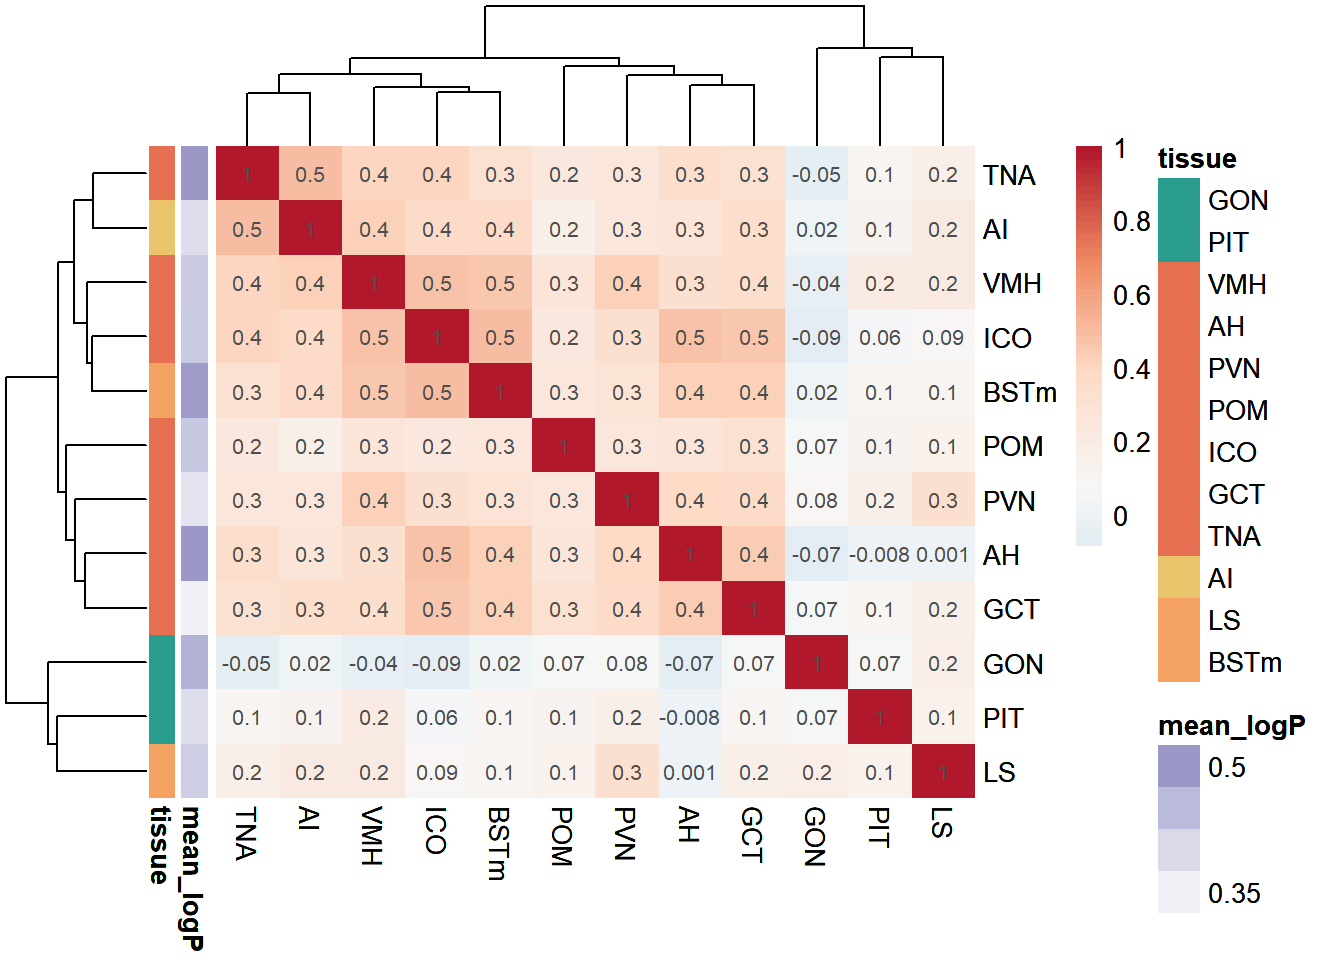 1 0.5 0.4 0.4 0.3 0.2 0.3 0.3 0.3 -0.05 0.1 0.2 TNA
0.5 1 0.4 0.4 0.4 0.2 0.3 0.3 0.3 0.02 0.1 0.2 AI
0.4 0.4 1 0.5 0.5 0.3 0.4 0.3 0.4 -0.04 0.2 0.2 VMH
0.4 0.4 0.5 1 0.5 0.2 0.3 0.5 0.5 -0.09 0.06 0.09 ICO
0.3 0.4 0.5 0.5 1 0.3 0.3 0.4 0.4 0.02 0.1 0.1 BSTm
0.2 0.2 0.3 0.2 0.3 1 0.3 0.3 0.3 0.07 0.1 0.1 POM
0.3 0.3 0.4 0.3 0.3 0.3 1 0.4 0.4 0.08 0.2 0.3 PVN
0.3 0.3 0.3 0.5 0.4 0.3 0.4 1 0.4 -0.07 -0.008 0.001 AH
0.3 0.3 0.4 0.5 0.4 0.3 0.4 0.4 1 0.07 0.1 0.2 GCT
-0.05 0.02 -0.04 -0.09 0.02 0.07 0.08 -0.07 0.07 1 0.07 0.2 GON
0.1 0.1 0.2 0.06 0.1 0.1 0.2 -0.008 0.1 0.07 1 0.1 PIT
0.2 0.2 0.2 0.09 0.1 0.1 0.3 0.001 0.2 0.2 0.1 1 LS
tissue mean_logP TNA AI VMH ICO BSTm POM PVN AH GCT GON PIT LS
1
0.8
0.6
0.4
0.2
0
tissue
GON
PIT
VMH
AH
PVN
POM
ICO
GCT
TNA
AI
LS
BSTm
mean_logP
0.5
0.35